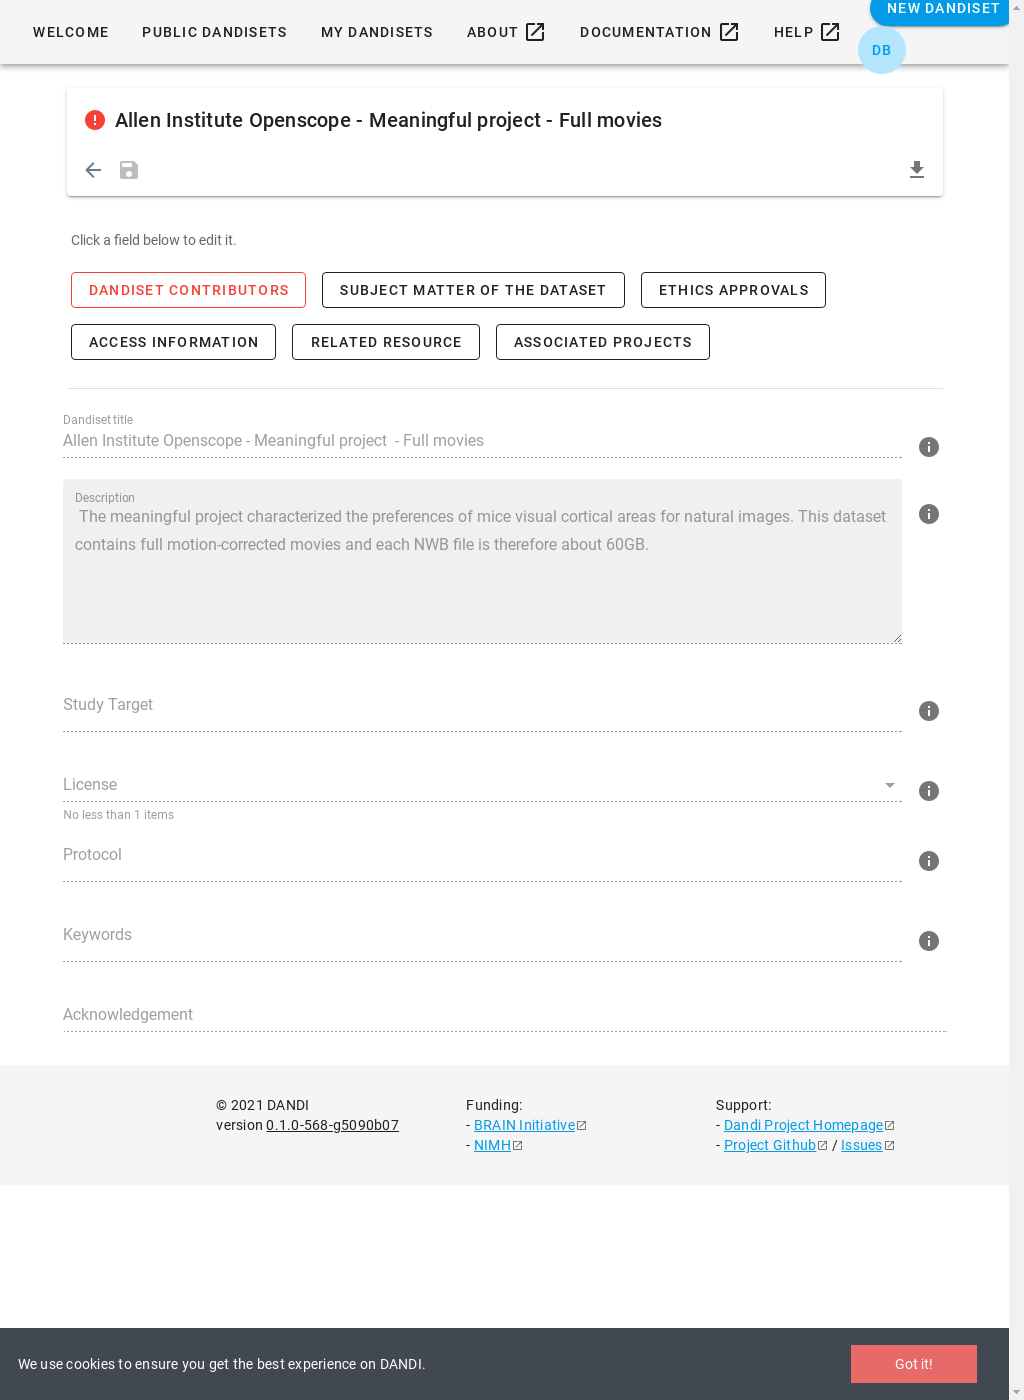 WELCOME PUBLIC DANDISETS MY DANDISETS ABOUT DOCUMENTATION HELP NEW DANDISET
DB
Allen Institute Openscope - Meaningful project - Full movies
Click a field below to edit it.
DANDISET CONTRIBUTORS SUBJECT MATTER OF THE DATASET ETHICS APPROVALS
ACCESS INFORMATION RELATED RESOURCE ASSOCIATED PROJECTS
Dandiset title
Allen Institute Openscope - Meaningful project  - Full movies
Description
The meaningful project characterized the preferences of mice visual cortical areas for natural images. This dataset
contains full motion-corrected movies and each NWB file is therefore about 60GB.
Study Target
License
No less than 1 items
Protocol
Keywords
Acknowledgement
© 2021 DANDI
version 0.1.0-568-g5090b07
Funding:
- BRAIN Initiative
- NIMH
Support:
- Dandi Project Homepage
- Project Github / Issues
We use cookies to ensure you get the best experience on DANDI.
Got it!